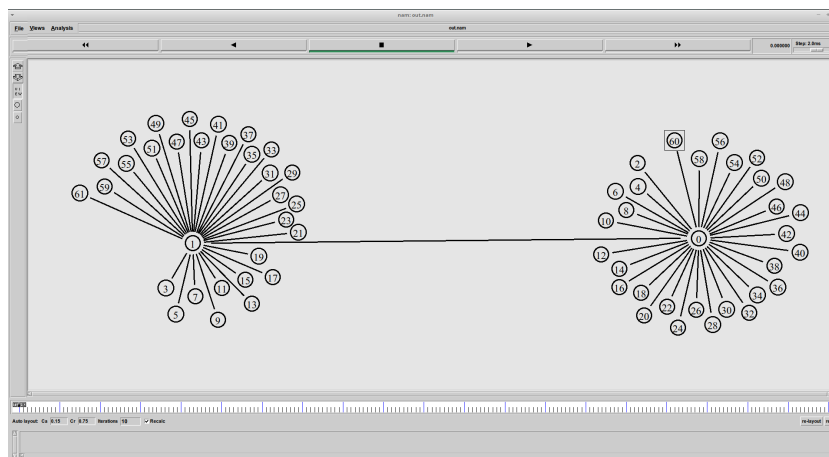 nam: out.nam
File Views Analysis out.nam
0.000000 Step: 2.0ms
60 56
45
49 41
53 47 43 37
51 39 35 33
57 55 31 29
61 59 27
25
23
21
1
19
17
15
11
13
3 7
5 9
58 54 52
2 50 48
4
6 46 44
8
10 42
0
12 40
14 38
16 18 36
34
20 22 26 30 32
24 28
Auto layout: Ca 0.15 Cr 0.75 Iterations 10 Recalc re-layout